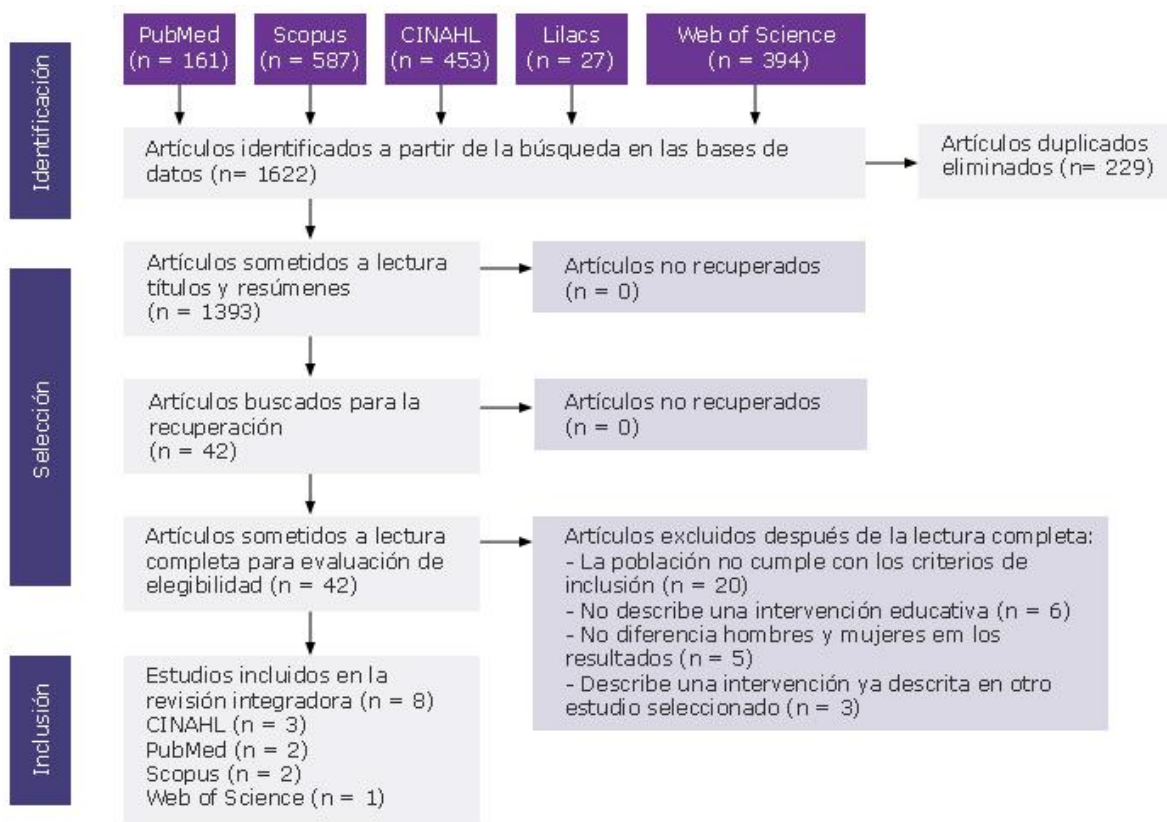 PubMed
(n = 161)
Scopus
(n = 587)
CINAHL
(n = 453)
Lilacs
(n = 27)
Web of Science
(n = 394)
Identificación
Artículos identificados a partir de la búsqueda en las bases de
datos (n= 1622)
Artículos duplicados
eliminados (n= 229)
Selección
Artículos sometidos a lectura
títulos y resúmenes
(n = 1393)
Artículos no recuperados
(n = 0)
Artículos buscados para la
recuperación
(n = 42)
Artículos no recuperados
(n = 0)
Artículos sometidos a lectura
completa para evaluación de
elegibilidad (n = 42)
Artículos excluidos después de la lectura completa:
- La población no cumple con los criterios de
inclusión (n = 20)
- No describe una intervención educativa (n = 6)
- No diferencia hombres y mujeres em los
resultados (n = 5)
- Describe una intervención ya descrita en otro
estudio seleccionado (n = 3)
Inclusión
Estudios incluidos en la
revisión integradora (n = 8)
CINAHL (n = 3)
PubMed (n = 2)
Scopus (n = 2)
Web of Science (n = 1)